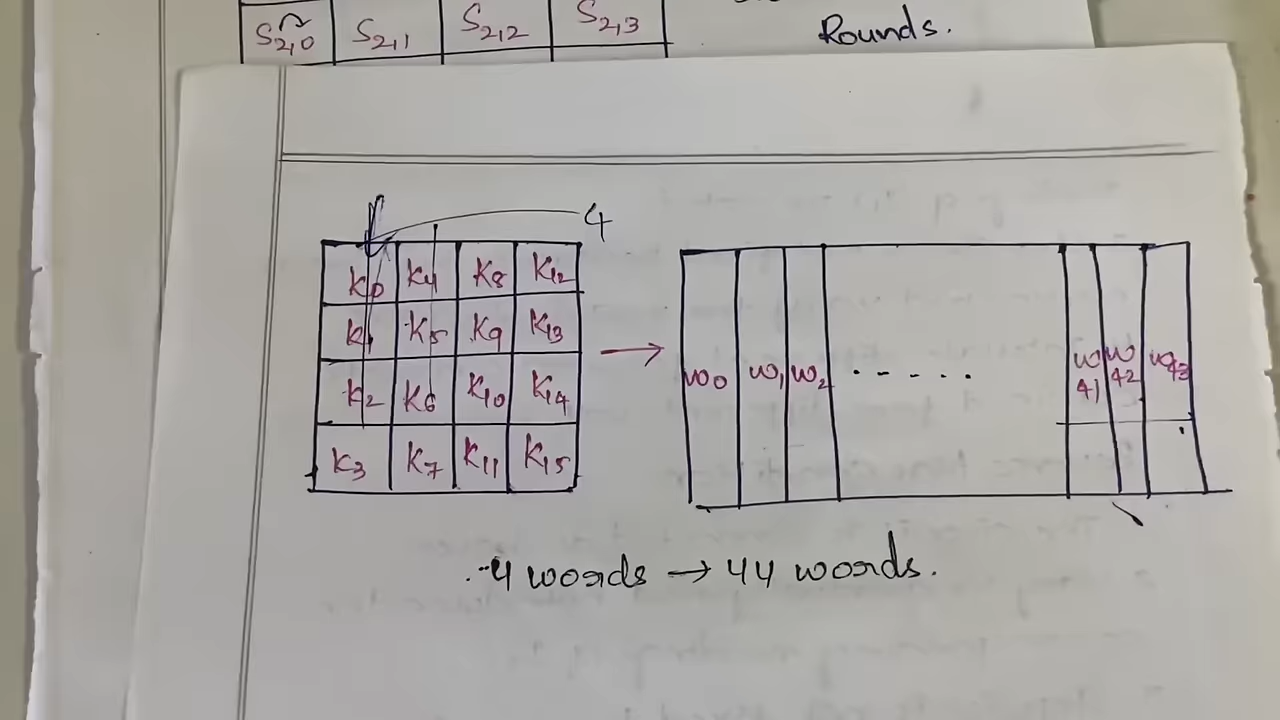 S2,0 S2,1 S2,2 S2,3
Rounds.
4
K0 K4 K8 K12
K1 K5 K9 K13
K2 K6 K10 K14
K3 K7 K11 K15
w0 w1 w2 ..... w41 w42 w43
4 words → 44 words.